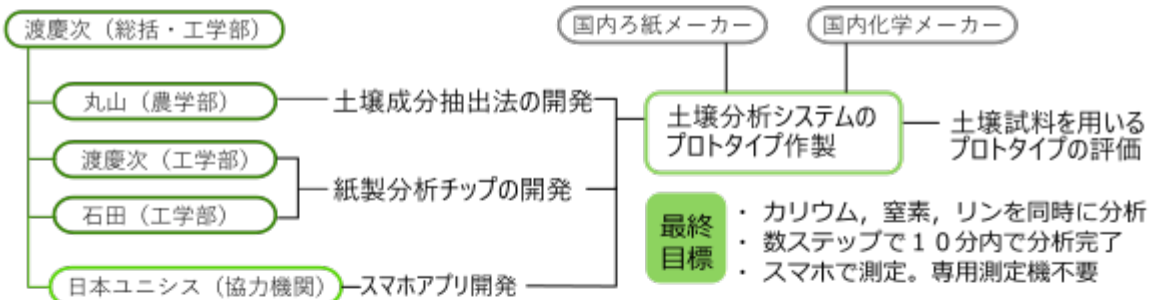 渡慶次（総括・工学部）
国内ろ紙メーカー
国内化学メーカー
丸山（農学部）
土壌成分抽出法の開発
土壌分析システムの
プロトタイプ作製
土壌試料を用いる
プロトタイプの評価
渡慶次（工学部）
紙製分析チップの開発
石田（工学部）
日本ユニシス（協力機関）
スマホアプリ開発
最終
目標
・ カリウム，窒素，リンを同時に分析
・ 数ステップで１０分内で分析完了
・ スマホで測定。専用測定機不要